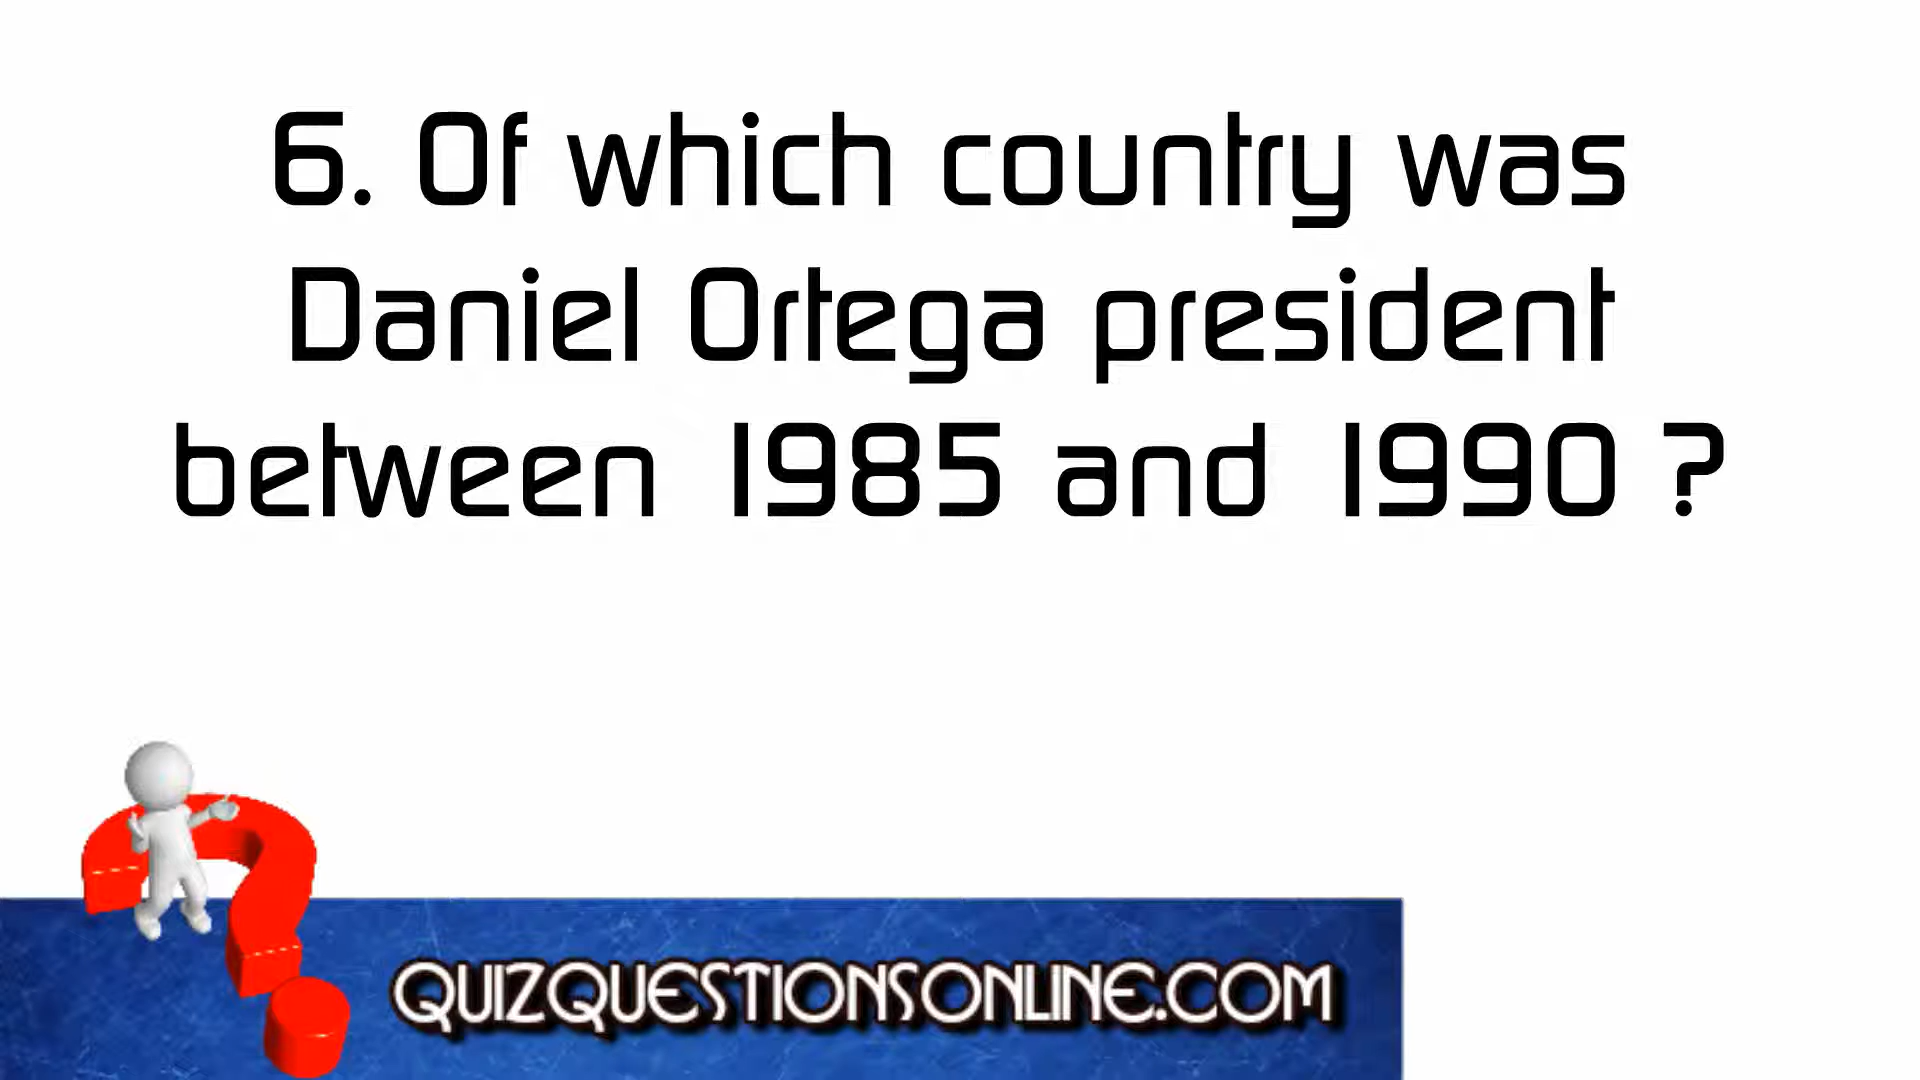 6. Of which country was
Daniel Ortega president
between 1985 and 1990 ?
QUIZQUESTIONSONLINE.COM